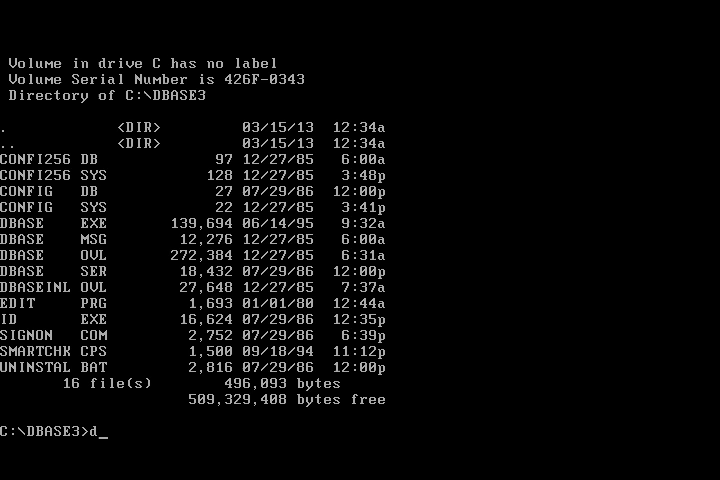 Volume in drive C has no label
Volume Serial Number is 426F-0343
Directory of C:\DBASE3
. <DIR> 03/15/13 12:34a
.. <DIR> 03/15/13 12:34a
CONFI256 DB 97 12/27/85 6:00a
CONFI256 SYS 128 12/27/85 3:48p
CONFIG DB 27 07/29/86 12:00p
CONFIG SYS 22 12/27/85 3:41p
DBASE EXE 139,694 06/14/95 9:32a
DBASE MSG 12,276 12/27/85 6:00a
DBASE OVL 272,384 12/27/85 6:31a
DBASE SER 18,432 07/29/86 12:00p
DBASEINL OVL 27,648 12/27/85 7:37a
EDIT PRG 1,693 01/01/80 12:44a
ID EXE 16,624 07/29/86 12:35p
SIGNON COM 2,752 07/29/86 6:39p
SMARTCHK CPS 1,500 09/18/94 11:12p
UNINSTAL BAT 2,816 07/29/86 12:00p
16 file(s) 496,093 bytes
509,329,408 bytes free
C:\DBASE3>d_